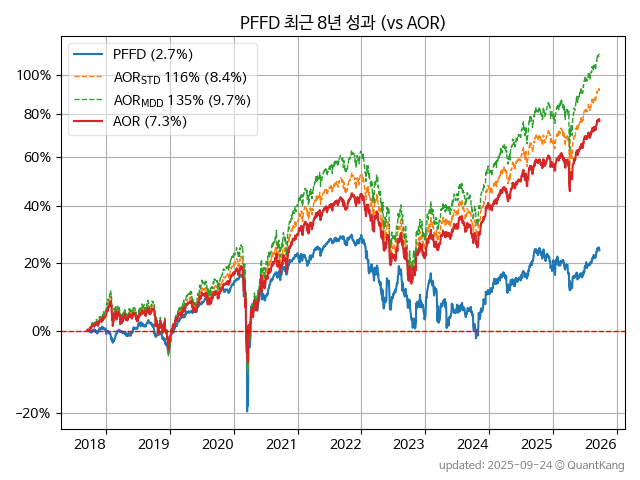 PFFD 최근 8년 성과 (vs AOR)
PFFD (2.7%)
AOR_STD 116% (8.4%)
AOR_MDD 135% (9.7%)
AOR (7.3%)
100%
80%
60%
40%
20%
0%
−20%
2018 2019 2020 2021 2022 2023 2024 2025 2026
updated: 2025-09-24 © QuantKang